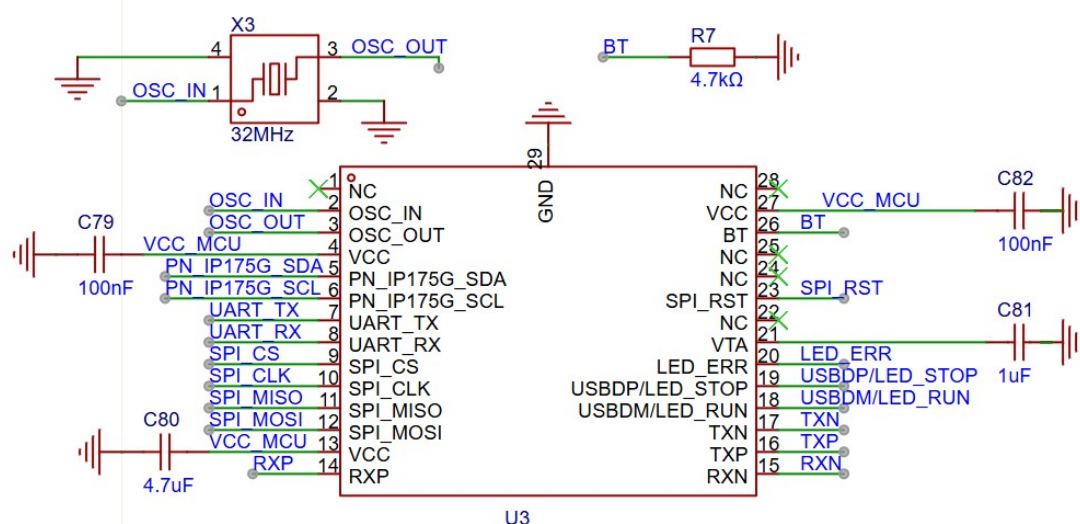 X3
4
3
OSC_OUT
OSC_IN
1
2
32MHz
BT
R7
4.7kΩ
29
GND
1
NC
OSC_IN
2
OSC_IN
OSC_OUT
3
OSC_OUT
C79
100nF
VCC_MCU
4
VCC
PN_IP175G_SDA
5
PN_IP175G_SDA
PN_IP175G_SCL
6
PN_IP175G_SCL
UART_TX
7
UART_TX
UART_RX
8
UART_RX
SPI_CS
9
SPI_CS
SPI_CLK
10
SPI_CLK
SPI_MISO
11
SPI_MISO
SPI_MOSI
12
SPI_MOSI
C80
4.7uF
VCC_MCU
13
VCC
RXP
14
RXP
NC
28
VCC
27
VCC_MCU
C82
100nF
BT
26
BT
NC
25
NC
24
SPI_RST
23
SPI_RST
NC
22
VTA
21
C81
1uF
LED_ERR
20
LED_ERR
USBDP/LED_STOP
19
USBDP/LED_STOP
USBDM/LED_RUN
18
USBDM/LED_RUN
TXN
17
TXN
TXP
16
TXP
RXN
15
RXN
U3